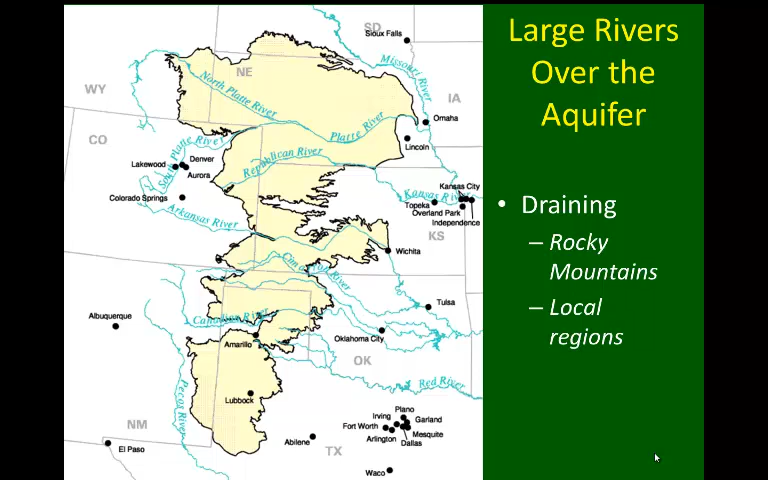 SD
Sioux Falls
Missouri River
NE
WY
North Platte River
IA
Omaha
Platte River
CO
South Platte River
Lincoln
Denver
Lakewood
Aurora
Republican River
Kansas City
Colorado Springs
Kansas River
Topeka
Overland Park
Independence
Arkansas River
KS
Wichita
Cimarron River
Tulsa
Albuquerque
Canadian River
Oklahoma City
Amarillo
OK
Red River
Pecos River
Lubbock
Plano
Irving
Garland
NM
Fort Worth
Mesquite
Arlington
Dallas
Abilene
El Paso
TX
Waco
Large Rivers
Over the
Aquifer
• Draining
– Rocky
Mountains
– Local
regions